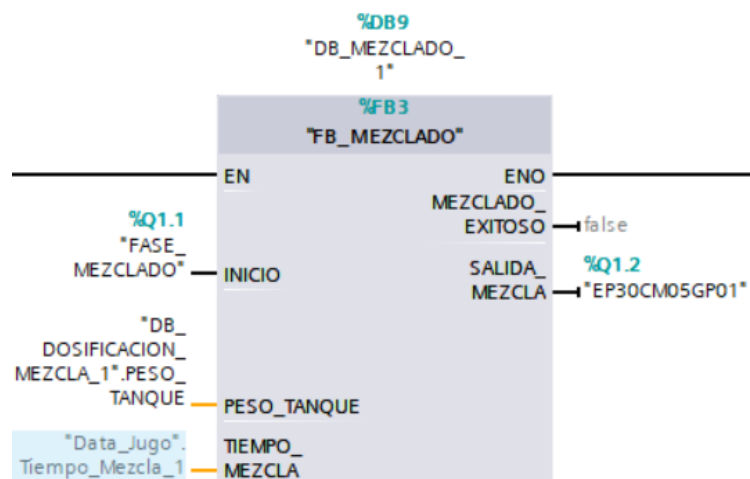 %DB9
"DB_MEZCLADO_
1"
%FB3
"FB_MEZCLADO"
EN
ENO
%Q1.1
"FASE_
MEZCLADO"
INICIO
MEZCLADO_
EXITOSO
false
SALIDA_
MEZCLA
%Q1.2
"EP30CM05GP01"
"DB_
DOSIFICACION_
MEZCLA_1".PESO_
TANQUE
PESO_TANQUE
"Data_Jugo".
Tiempo_Mezcla_1
TIEMPO_
MEZCLA